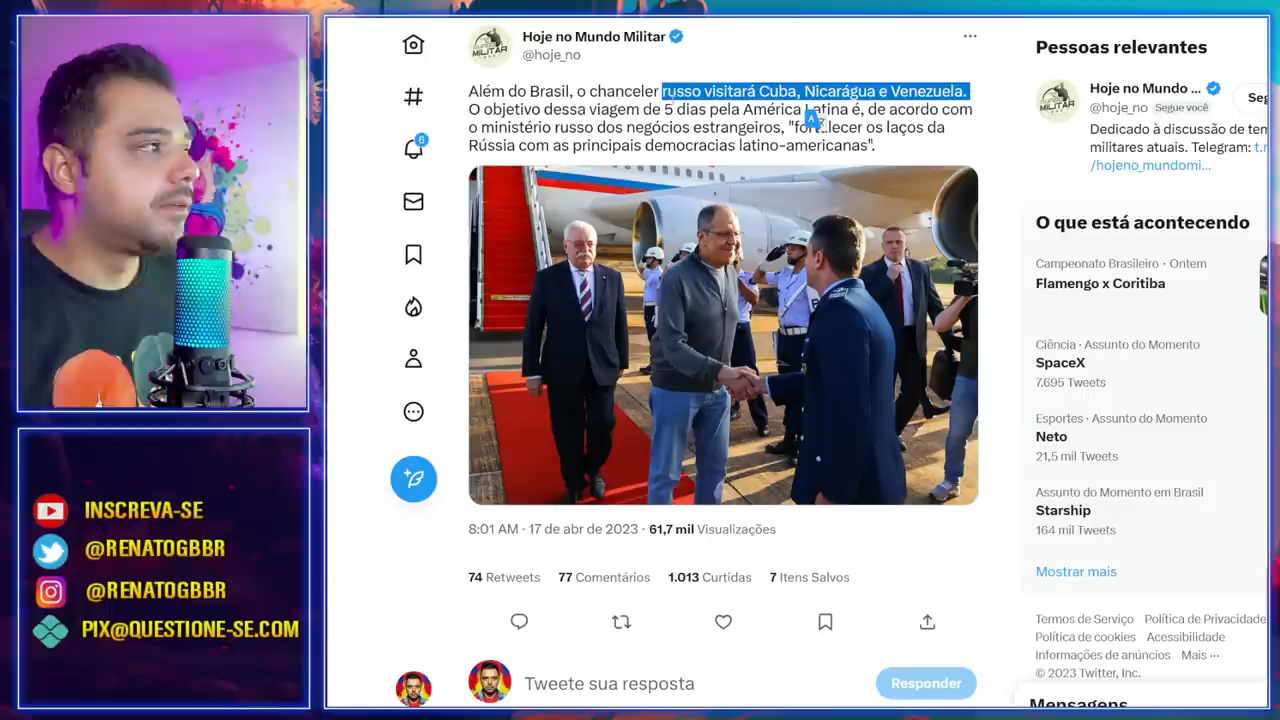 INSCREVA-SE
@RENATOGBBR
@RENATOGBBR
PIX@QUESTIONE-SE.COM
6
MILITAR
Hoje no Mundo Militar
@hoje_no
Além do Brasil, o chanceler russo visitará Cuba, Nicarágua e Venezuela.
O objetivo dessa viagem de 5 dias pela América Latina é, de acordo com
o ministério russo dos negócios estrangeiros, "fortalecer os laços da
Rússia com as principais democracias latino-americanas".
8:01 AM · 17 de abr de 2023 · 61,7 mil Visualizações
74 Retweets 77 Comentários 1.013 Curtidas 7 Itens Salvos
Tweete sua resposta
Responder
Pessoas relevantes
MILITAR
Hoje no Mundo ...
@hoje_no Segue você
Seg
Dedicado à discussão de tem
militares atuais. Telegram: t.r
/hojeno_mundomi...
O que está acontecendo
Campeonato Brasileiro · Ontem
Flamengo x Coritiba
Ciência · Assunto do Momento
SpaceX
7.695 Tweets
Esportes · Assunto do Momento
Neto
21,5 mil Tweets
Assunto do Momento em Brasil
Starship
164 mil Tweets
Mostrar mais
Termos de Serviço Política de Privacidade
Política de cookies Acessibilidade
Informações de anúncios Mais ···
© 2023 Twitter, Inc.
Mensagens